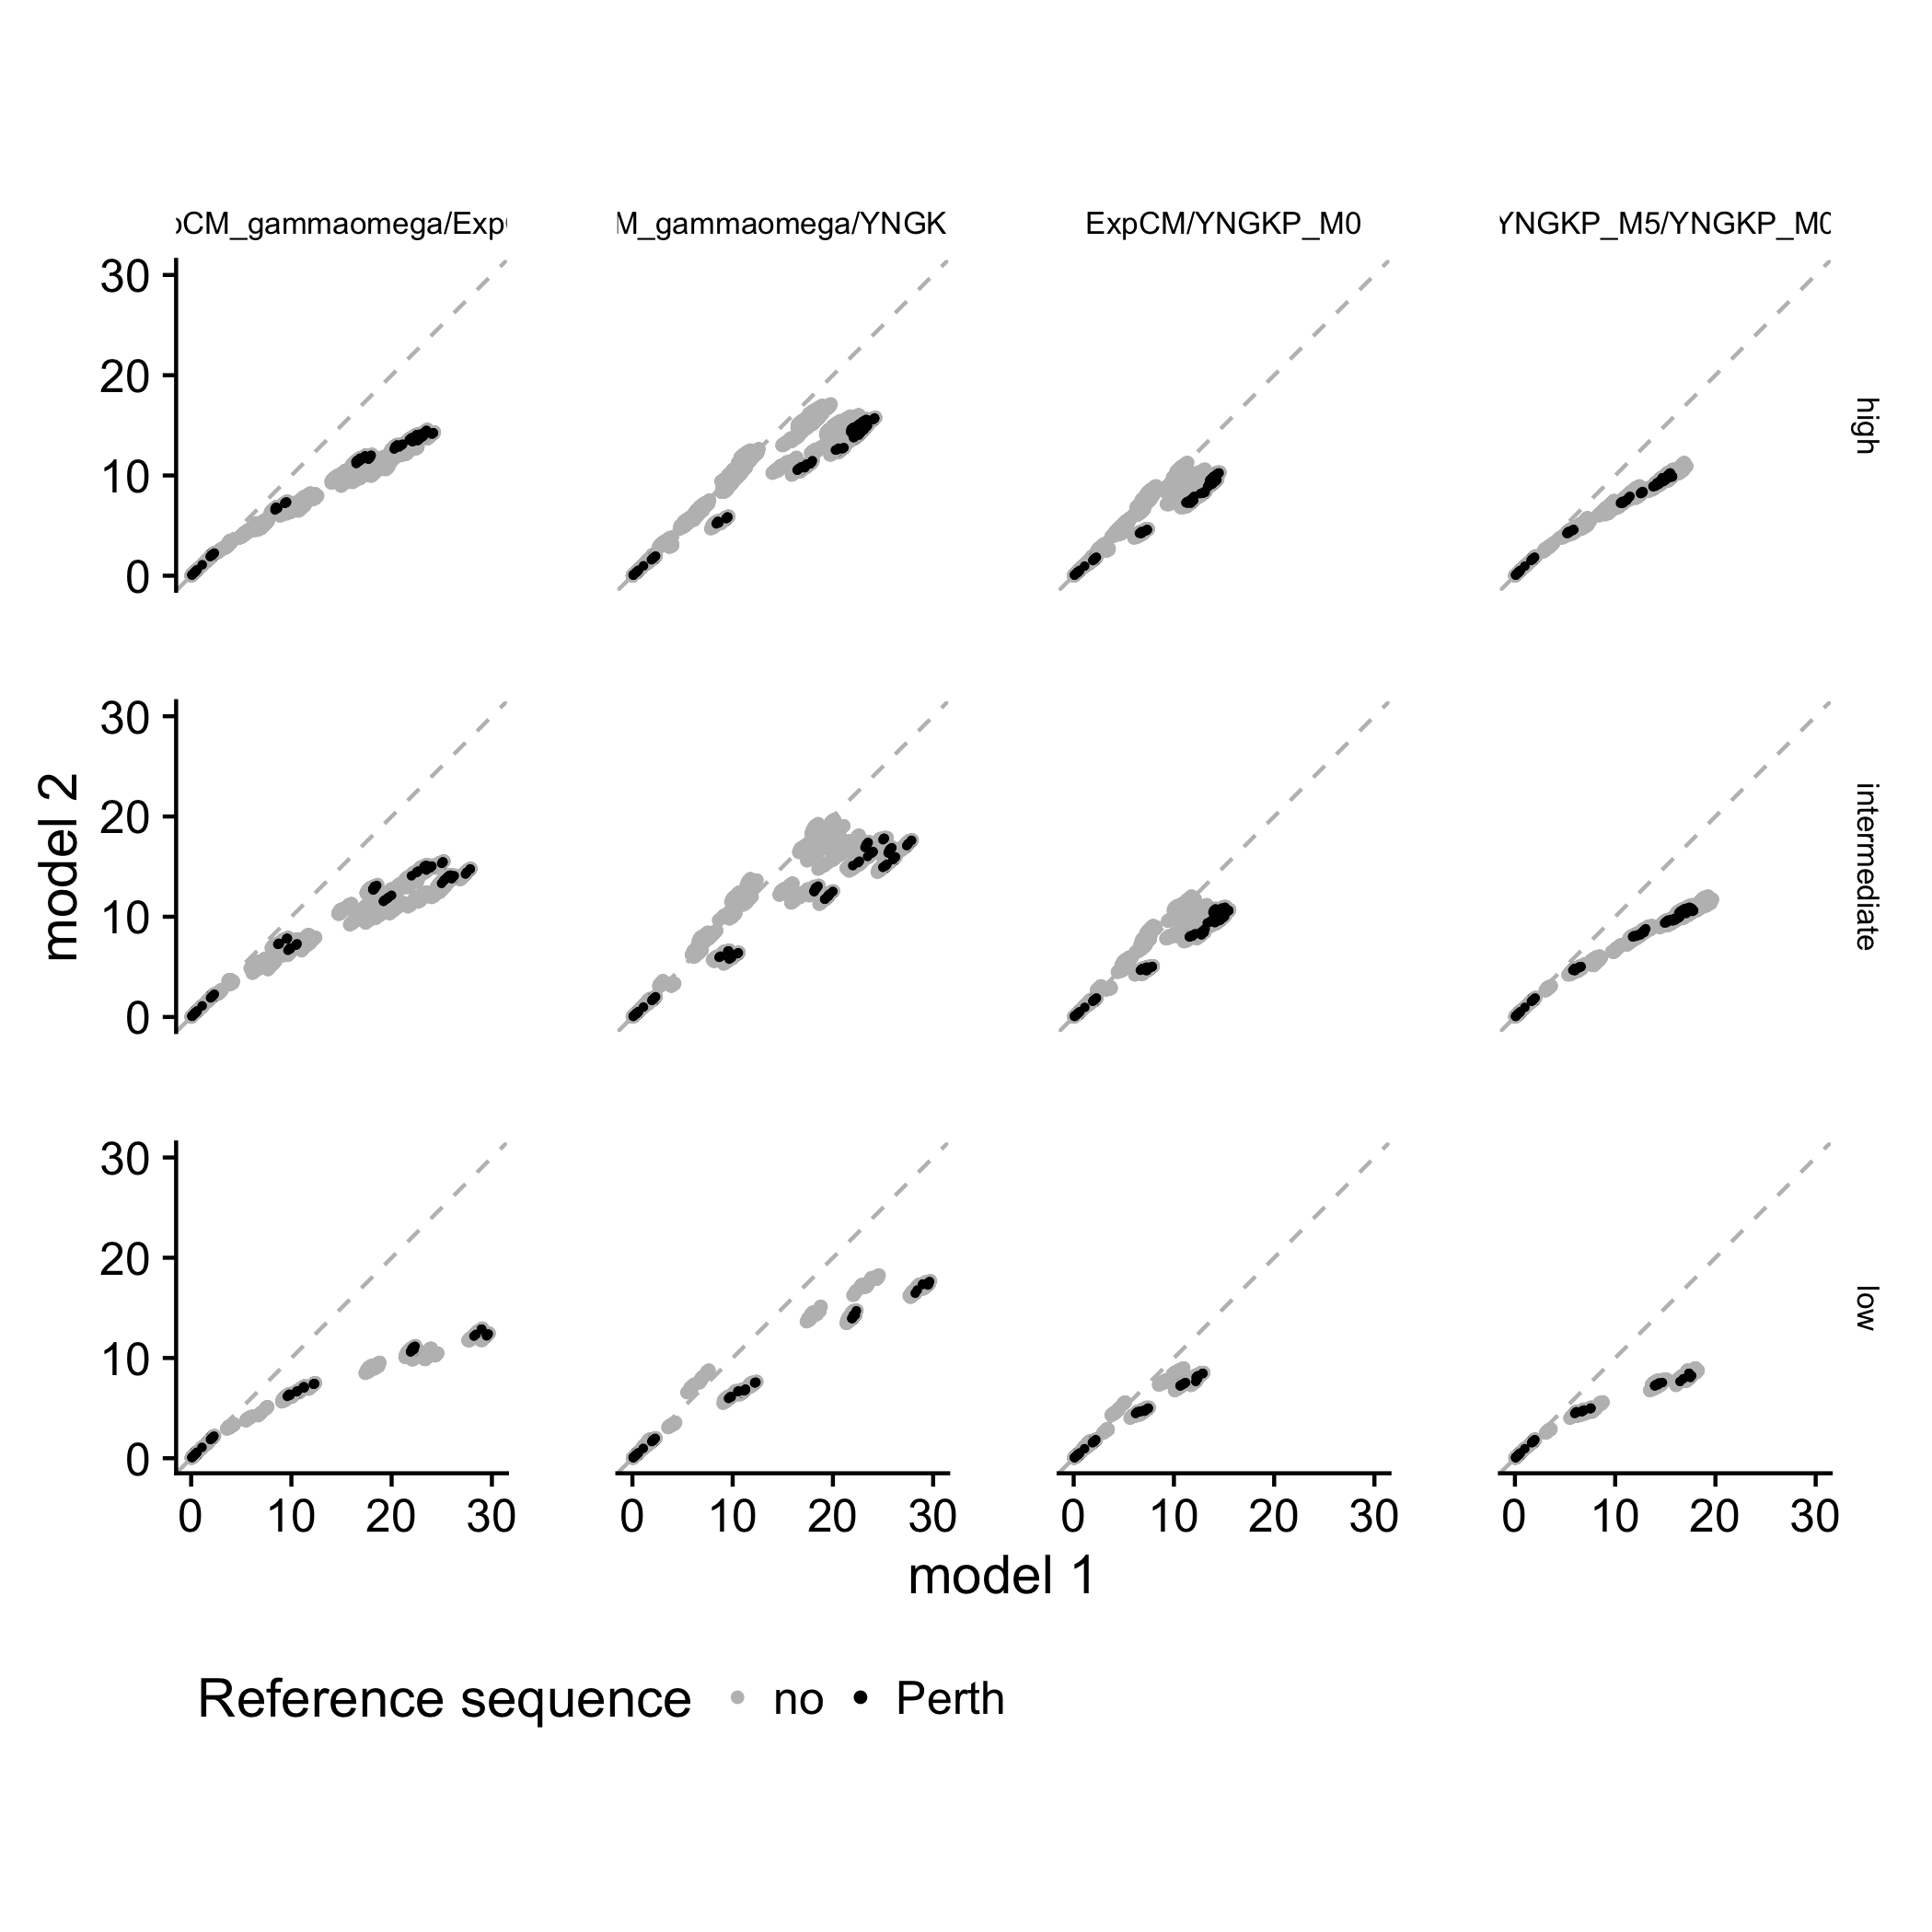 CM_gammaomega/Exp M_gammaomega/YNGK ExpCM/YNGKP_M0 YNGKP_M5/YNGKP_M0
30
20
10
0
high
30
20
10
0
intermediate
30
20
10
0
low
model 2
0 10 20 30 0 10 20 30 0 10 20 30 0 10 20 30
model 1
Reference sequence no Perth